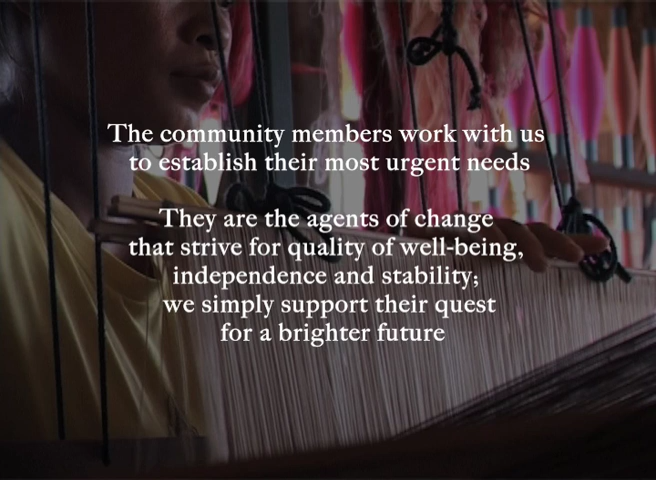 The community members work with us
to establish their most urgent needs
They are the agents of change
that strive for quality of well-being,
independence and stability;
we simply support their quest
for a brighter future